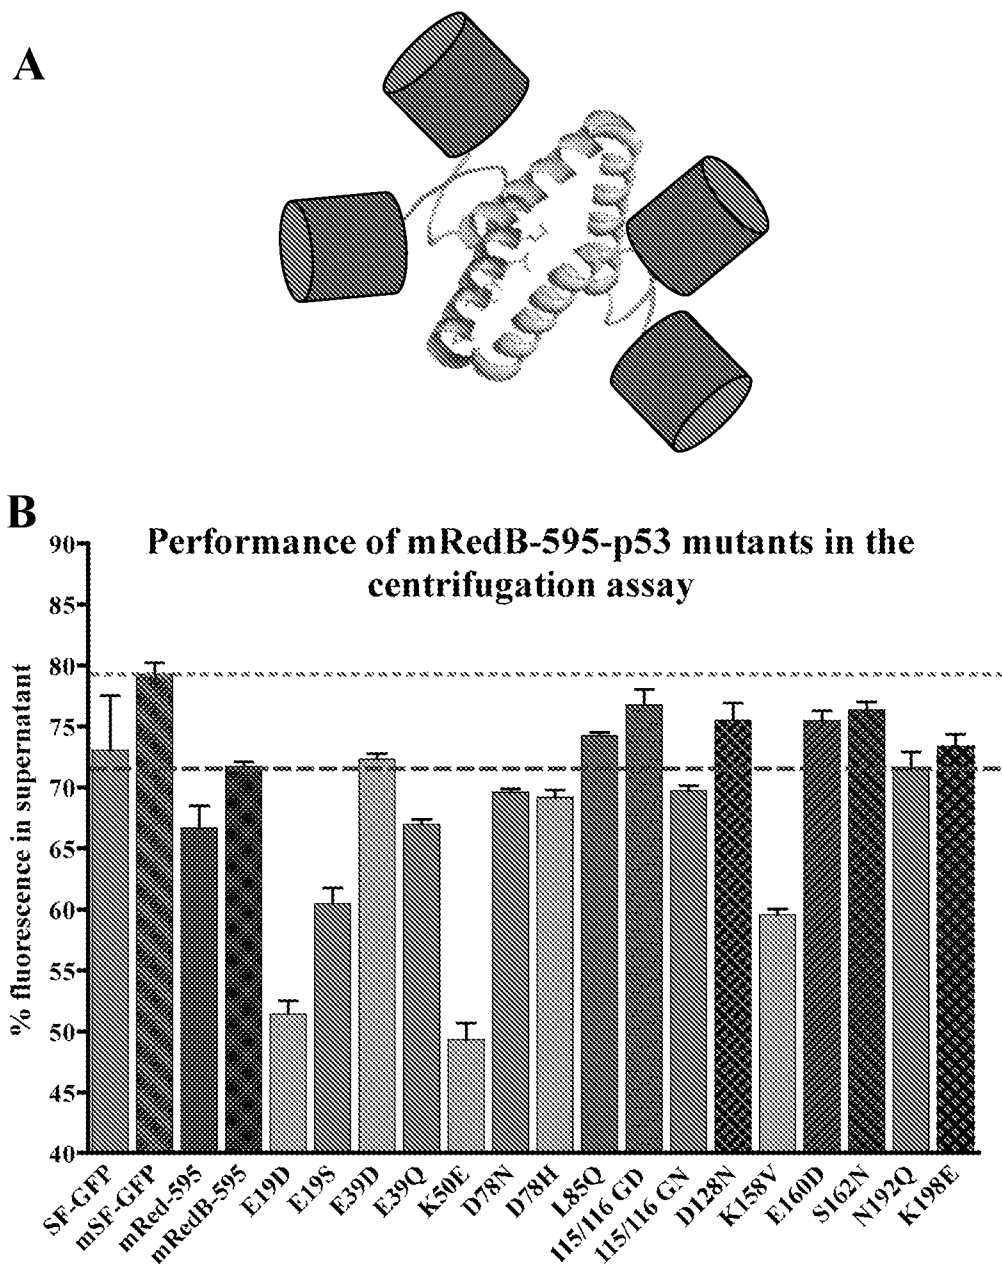 A
B
Performance of mRedB-595-p53 mutants in the
centrifugation assay
% fluorescence in supernatant
90
85
80
75
70
65
60
55
50
45
40
SF-GFP
mSF-GFP
mRed-595
mRedB-595
E19D
E19S
E39D
E39Q
K50E
D78N
D78H
L85Q
115/116 GD
115/116 GN
D128N
K158V
E160D
S162N
N192Q
K198E